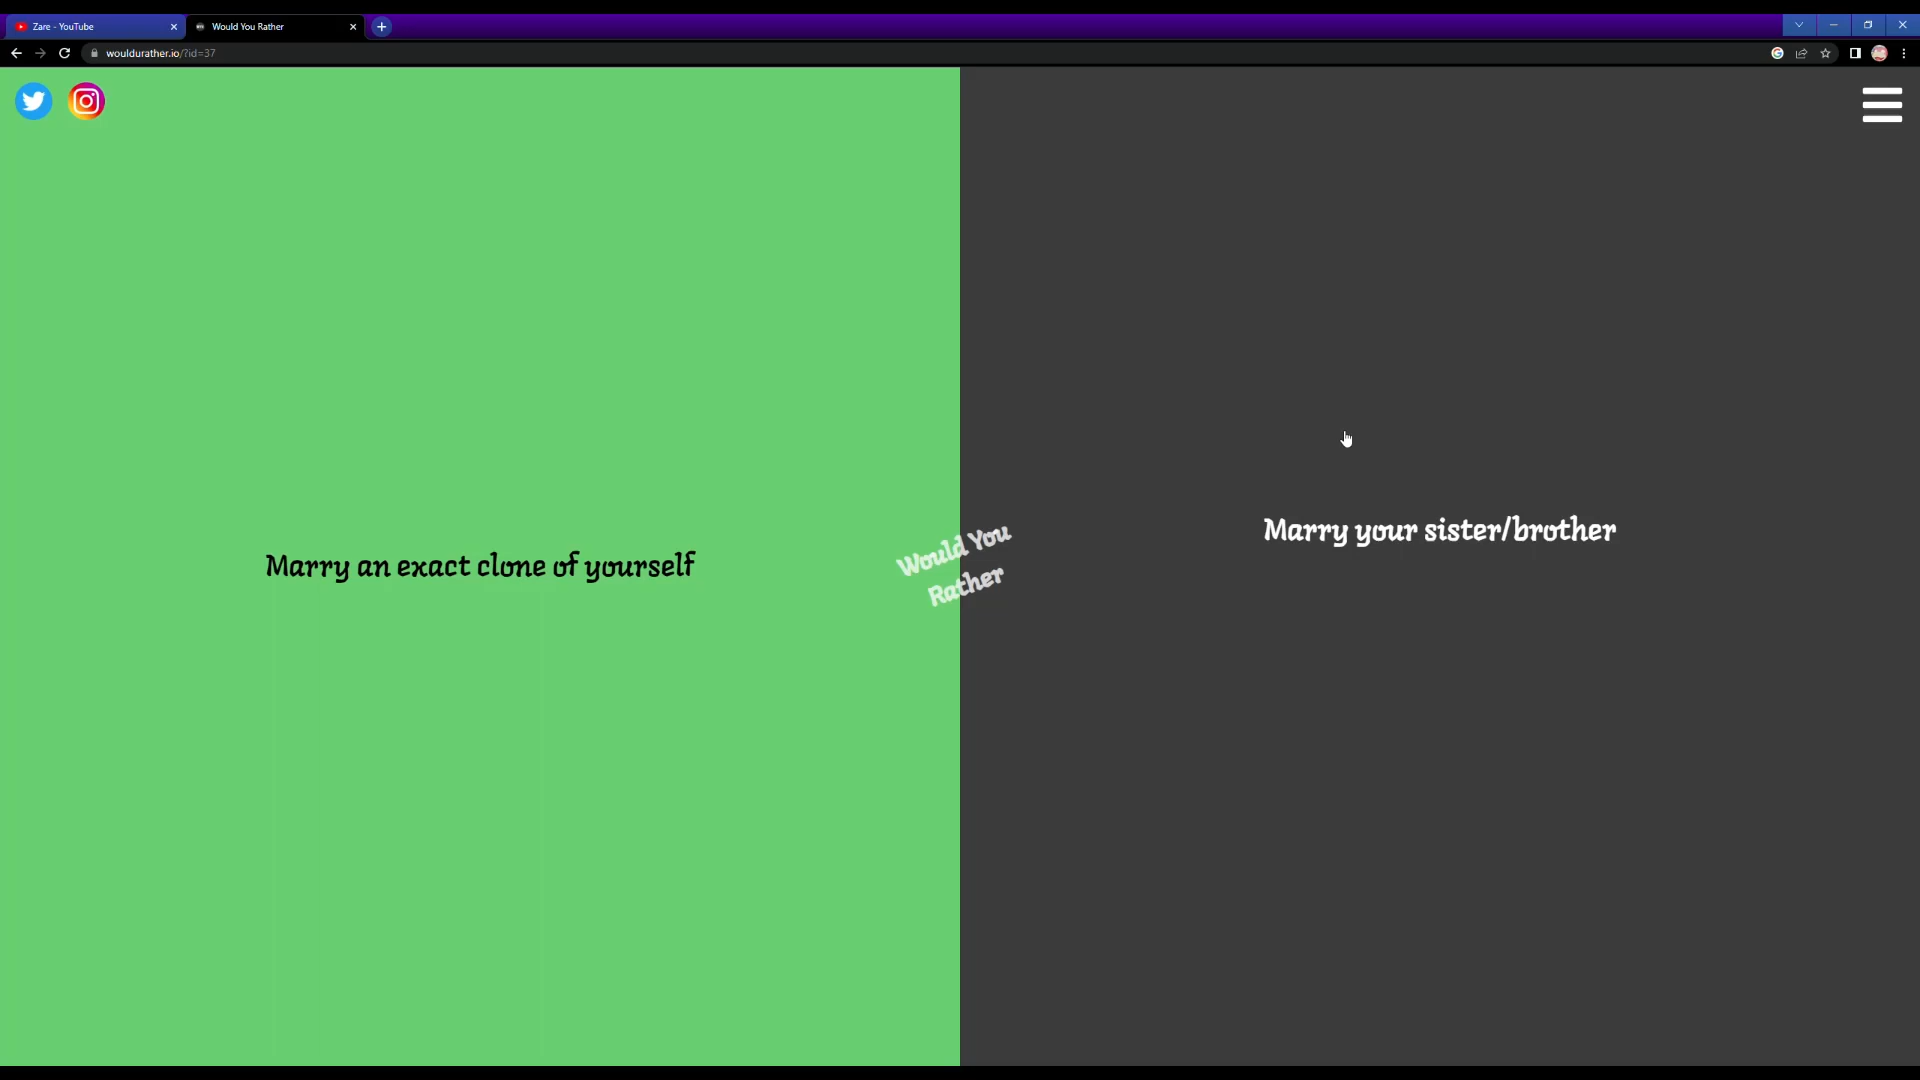 Zare - YouTube
Would You Rather
wouldurather.io/?id=37
Marry an exact clone of yourself
Would You
Rather
Marry your sister/brother